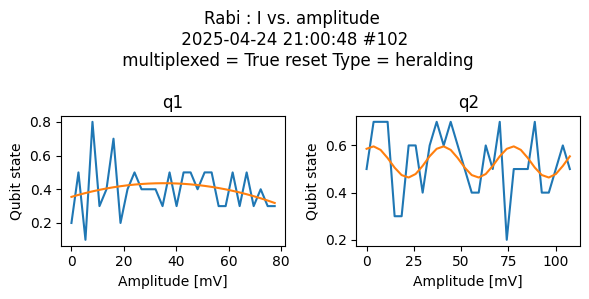 Rabi : I vs. amplitude
2025-04-24 21:00:48 #102
multiplexed = True reset Type = heralding
q1
q2
Qubit state
0.8
0.6
0.4
0.2
0
20
40
60
80
Amplitude [mV]
Qubit state
0.6
0.4
0.2
0
25
50
75
100
Amplitude [mV]